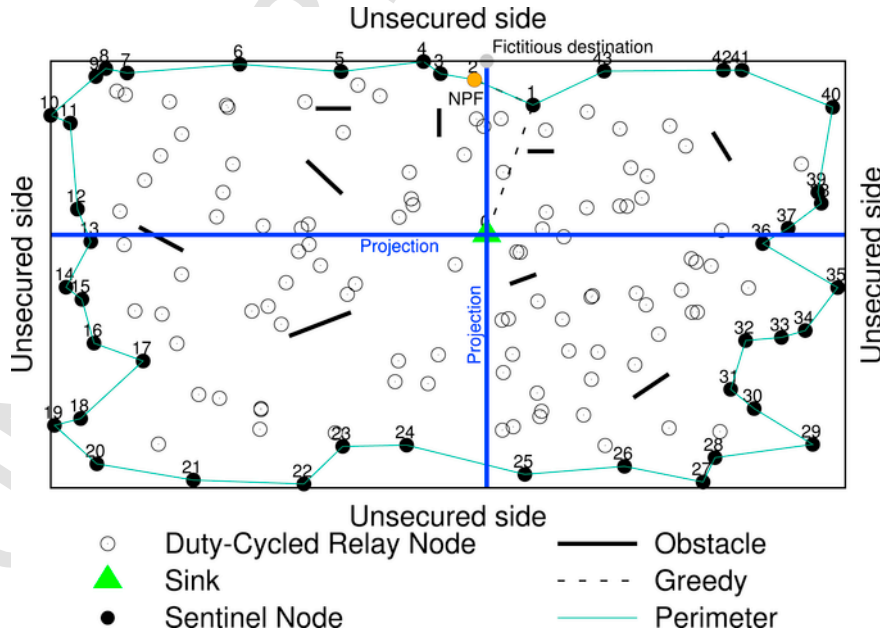 Unsecured side
Fictitious destination
4 3 2 5 6 7 8 9 43 42 41
NPF 1 40
10 11
12 39
13 0 36 37
Projection
14 15 35
16 17 32 33 34
Projection
18 19 31 30
20 21 22 23 24 25 26 27 28 29
Unsecured side
Unsecured side
Unsecured side
Duty-Cycled Relay Node
Obstacle
Sink
Greedy
Sentinel Node
Perimeter